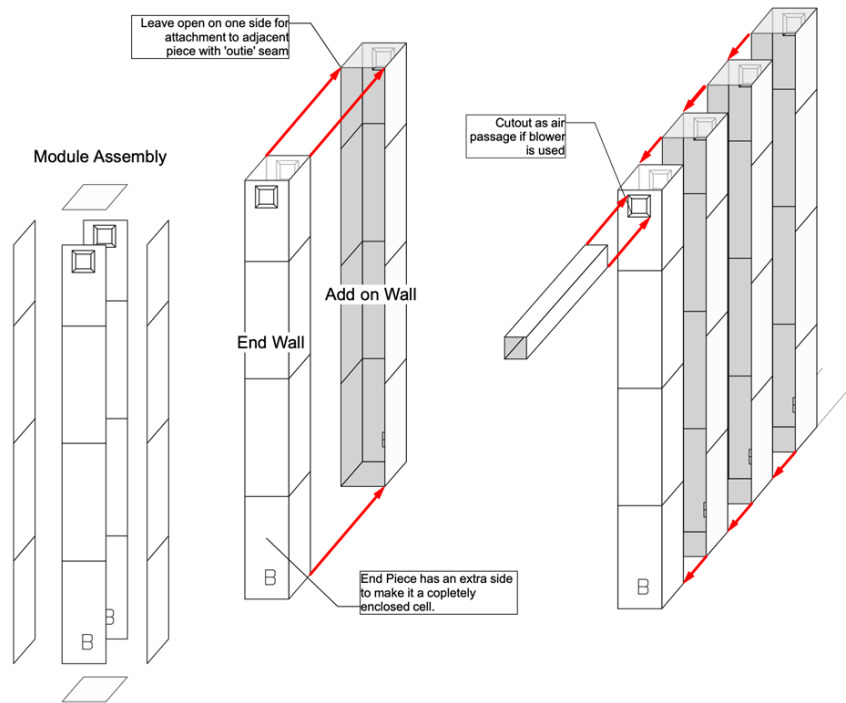 Leave open on one side for
attachment to adjacent
piece with 'outie' seam
Cutout as air
passage if blower
is used
Module Assembly
Add on Wall
End Wall
B
B
B
B
B
B
B
B
End Piece has an extra side
to make it a copletely
enclosed cell.
B